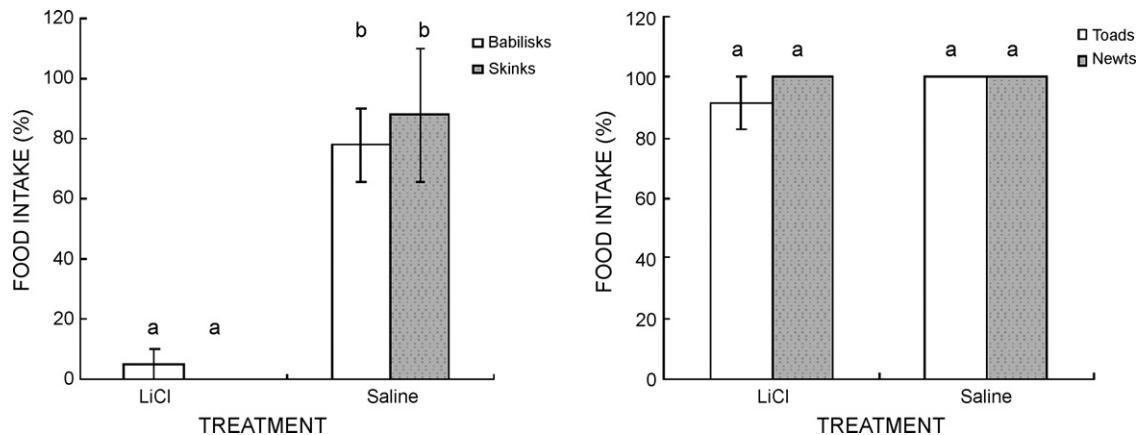 120
100
80
60
40
20
0
FOOD INTAKE (%)
a a
b b
Babilisks
Skinks
LiCl Saline
TREATMENT
120
100
80
60
40
20
0
FOOD INTAKE (%)
a a a a
Toads
Newts
LiCl Saline
TREATMENT